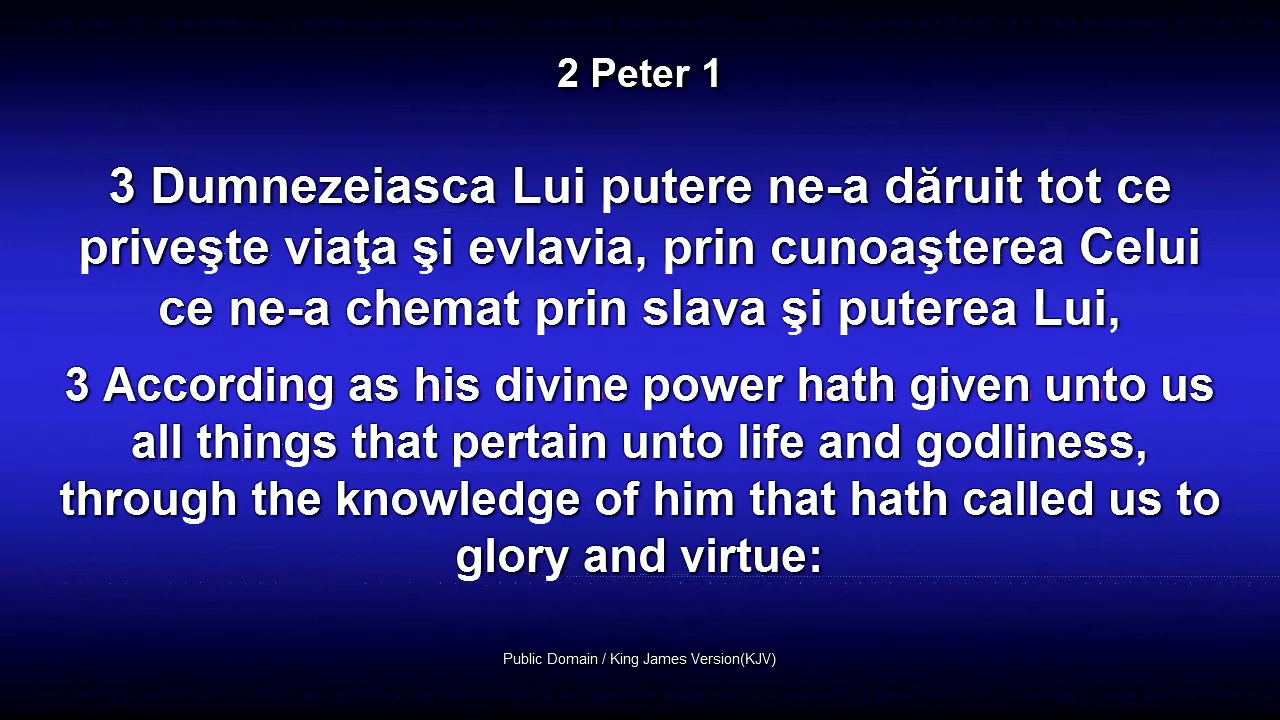 2 Peter 1
3 Dumnezeiasca Lui putere ne-a dăruit tot ce
priveşte viaţa şi evlavia, prin cunoaşterea Celui
ce ne-a chemat prin slava şi puterea Lui,
3 According as his divine power hath given unto us
all things that pertain unto life and godliness,
through the knowledge of him that hath called us to
glory and virtue:
Public Domain / King James Version(KJV)